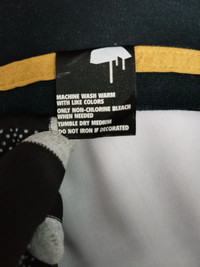 MACHINE WASH WARM
WITH LIKE COLORS
ONLY NON-CHLORINE BLEACH
WHEN NEEDED
TUMBLE DRY MEDIUM
DO NOT IRON IF DECORATED